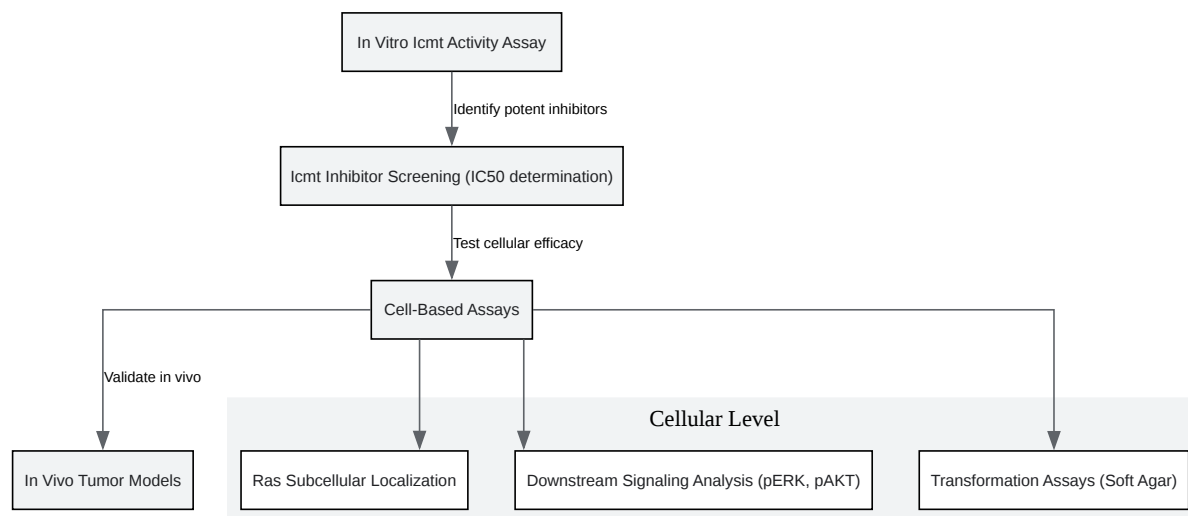 In Vitro Icmt Activity Assay
Identify potent inhibitors
Icmt Inhibitor Screening (IC50 determination)
Test cellular efficacy
Cell-Based Assays
Validate in vivo
Cellular Level
In Vivo Tumor Models
Ras Subcellular Localization
Downstream Signaling Analysis (pERK, pAKT)
Transformation Assays (Soft Agar)